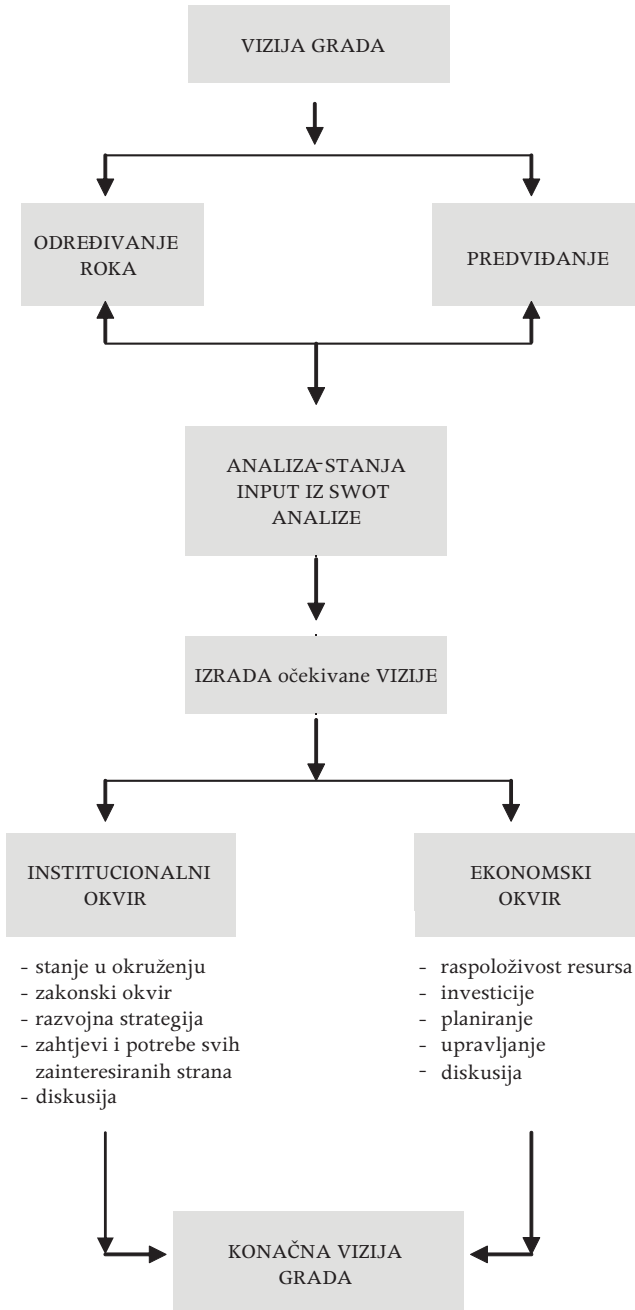 VIZIJA GRADA
ODREĐIVANJE
ROKA
PREDVIĐANJE
ANALIZA-STANJA
INPUT IZ SWOT
ANALIZE
IZRADA očekivane VIZIJE
INSTITUCIONALNI
OKVIR
- stanje u okruženju
- zakonski okvir
- razvojna strategija
- zahtjevi i potrebe svih
zainteresiranih strana
- diskusija
EKONOMSKI
OKVIR
- raspoloživost resursa
- investicije
- planiranje
- upravljanje
- diskusija
KONAČNA VIZIJA
GRADA